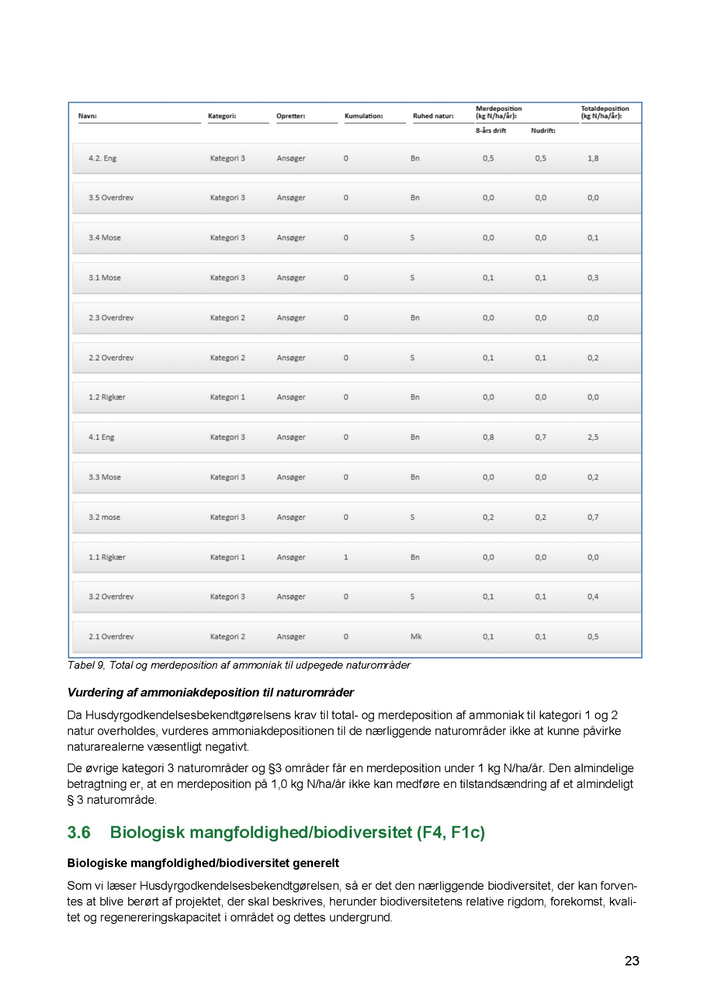 Navn: Kategori: Opretter: Kumulation: Ruhed natur: Merdeposition (kg N/ha/år): Totaldeposition (kg N/ha/år):
8-års drift Nudrift:
4.2. Eng Kategori 3 Ansøger 0 Bn 0,5 0,5 1,8
3.5 Overdrev Kategori 3 Ansøger 0 Bn 0,0 0,0 0,0
3.4 Mose Kategori 3 Ansøger 0 S 0,0 0,0 0,1
3.1 Mose Kategori 3 Ansøger 0 S 0,1 0,1 0,3
2.3 Overdrev Kategori 2 Ansøger 0 Bn 0,0 0,0 0,0
2.2 Overdrev Kategori 2 Ansøger 0 S 0,1 0,1 0,2
1.2 Rigkær Kategori 1 Ansøger 0 Bn 0,0 0,0 0,0
4.1 Eng Kategori 3 Ansøger 0 Bn 0,8 0,7 2,5
3.3 Mose Kategori 3 Ansøger 0 Bn 0,0 0,0 0,2
3.2 mose Kategori 3 Ansøger 0 S 0,2 0,2 0,7
1.1 Rigkær Kategori 1 Ansøger 1 Bn 0,0 0,0 0,0
3.2 Overdrev Kategori 3 Ansøger 0 S 0,1 0,1 0,4
2.1 Overdrev Kategori 2 Ansøger 0 Mk 0,1 0,1 0,5
Tabel 9, Total og merdeposition af ammoniak til udpegede naturområder
Vurdering af ammoniakdeposition til naturområder
Da Husdyrgodkendelsesbekendtgørelsens krav til total- og merdeposition af ammoniak til kategori 1 og 2
natur overholdes, vurderes ammoniakdepositionen til de nærliggende naturområder ikke at kunne påvirke
naturarealerne væsentligt negativt.
De øvrige kategori 3 naturområder og §3 områder får en merdeposition under 1 kg N/ha/år. Den almindelige
betragtning er, at en merdeposition på 1,0 kg N/ha/år ikke kan medføre en tilstandsændring af et almindeligt
§ 3 naturområde.
3.6 Biologisk mangfoldighed/biodiversitet (F4, F1c)
Biologiske mangfoldighed/biodiversitet generelt
Som vi læser Husdyrgodkendelsesbekendtgørelsen, så er det den nærliggende biodiversitet, der kan forven-
tes at blive berørt af projektet, der skal beskrives, herunder biodiversitetens relative rigdom, forekomst, kvali-
tet og regenereringskapacitet i området og dettes undergrund.
23